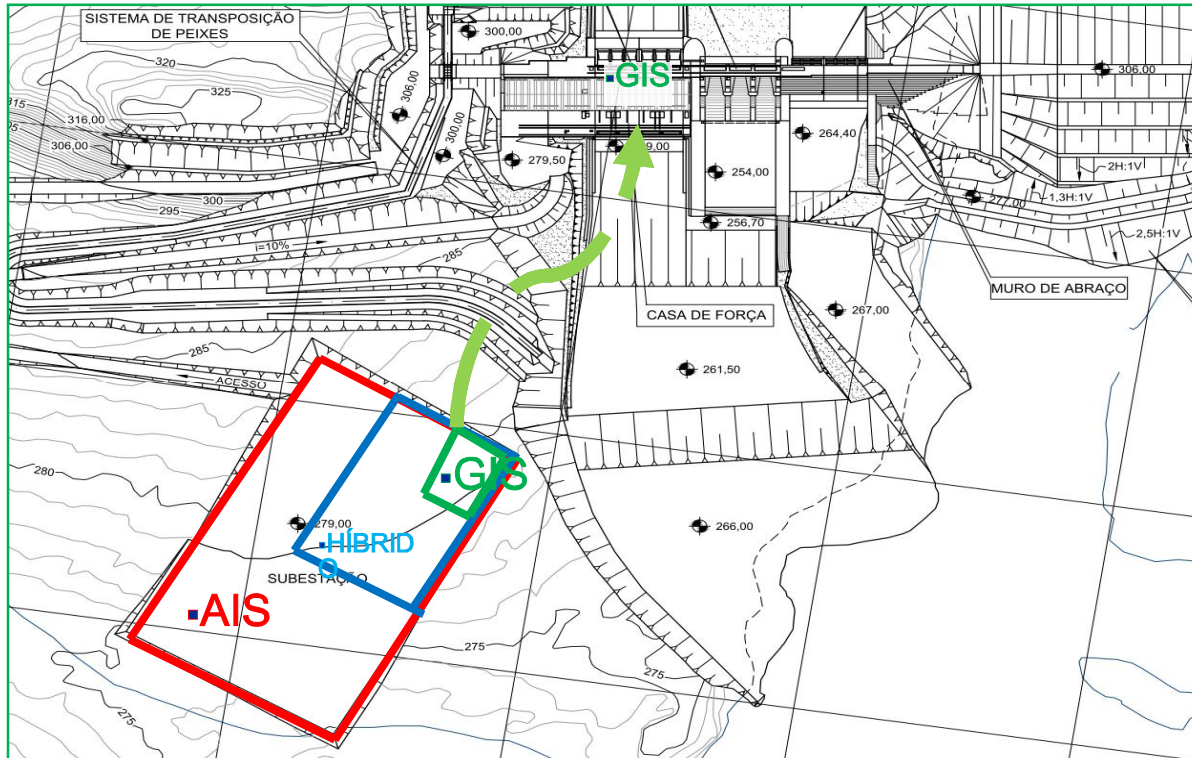 SISTEMA DE TRANSPOSIÇÃO
DE PEIXES
300,00
320
325
315
316,00
306,00
306,00
300,00
GIS
306,00
264,40
279,50
254,00
2H:1V
1,3H:1V
277,00
2,5H:1V
300
295
i=10%
285
256,70
MURO DE ABRAÇO
CASA DE FORÇA
267,00
285
ACESSO
261,50
280
GIS
279,00
HÍBRID
O
266,00
SUBESTAÇÃO
AIS
275
275
275